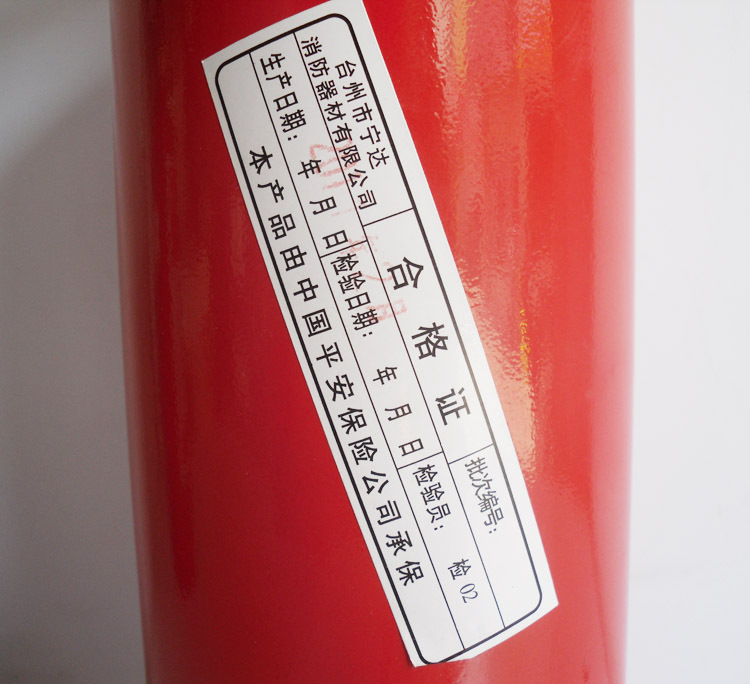 台州市宁达
消防器材有限公司
合格证
批次编号:
生产日期: 年 月 日
检验日期: 年 月 日
检验员: 检02
本产品由中国平安保险公司承保